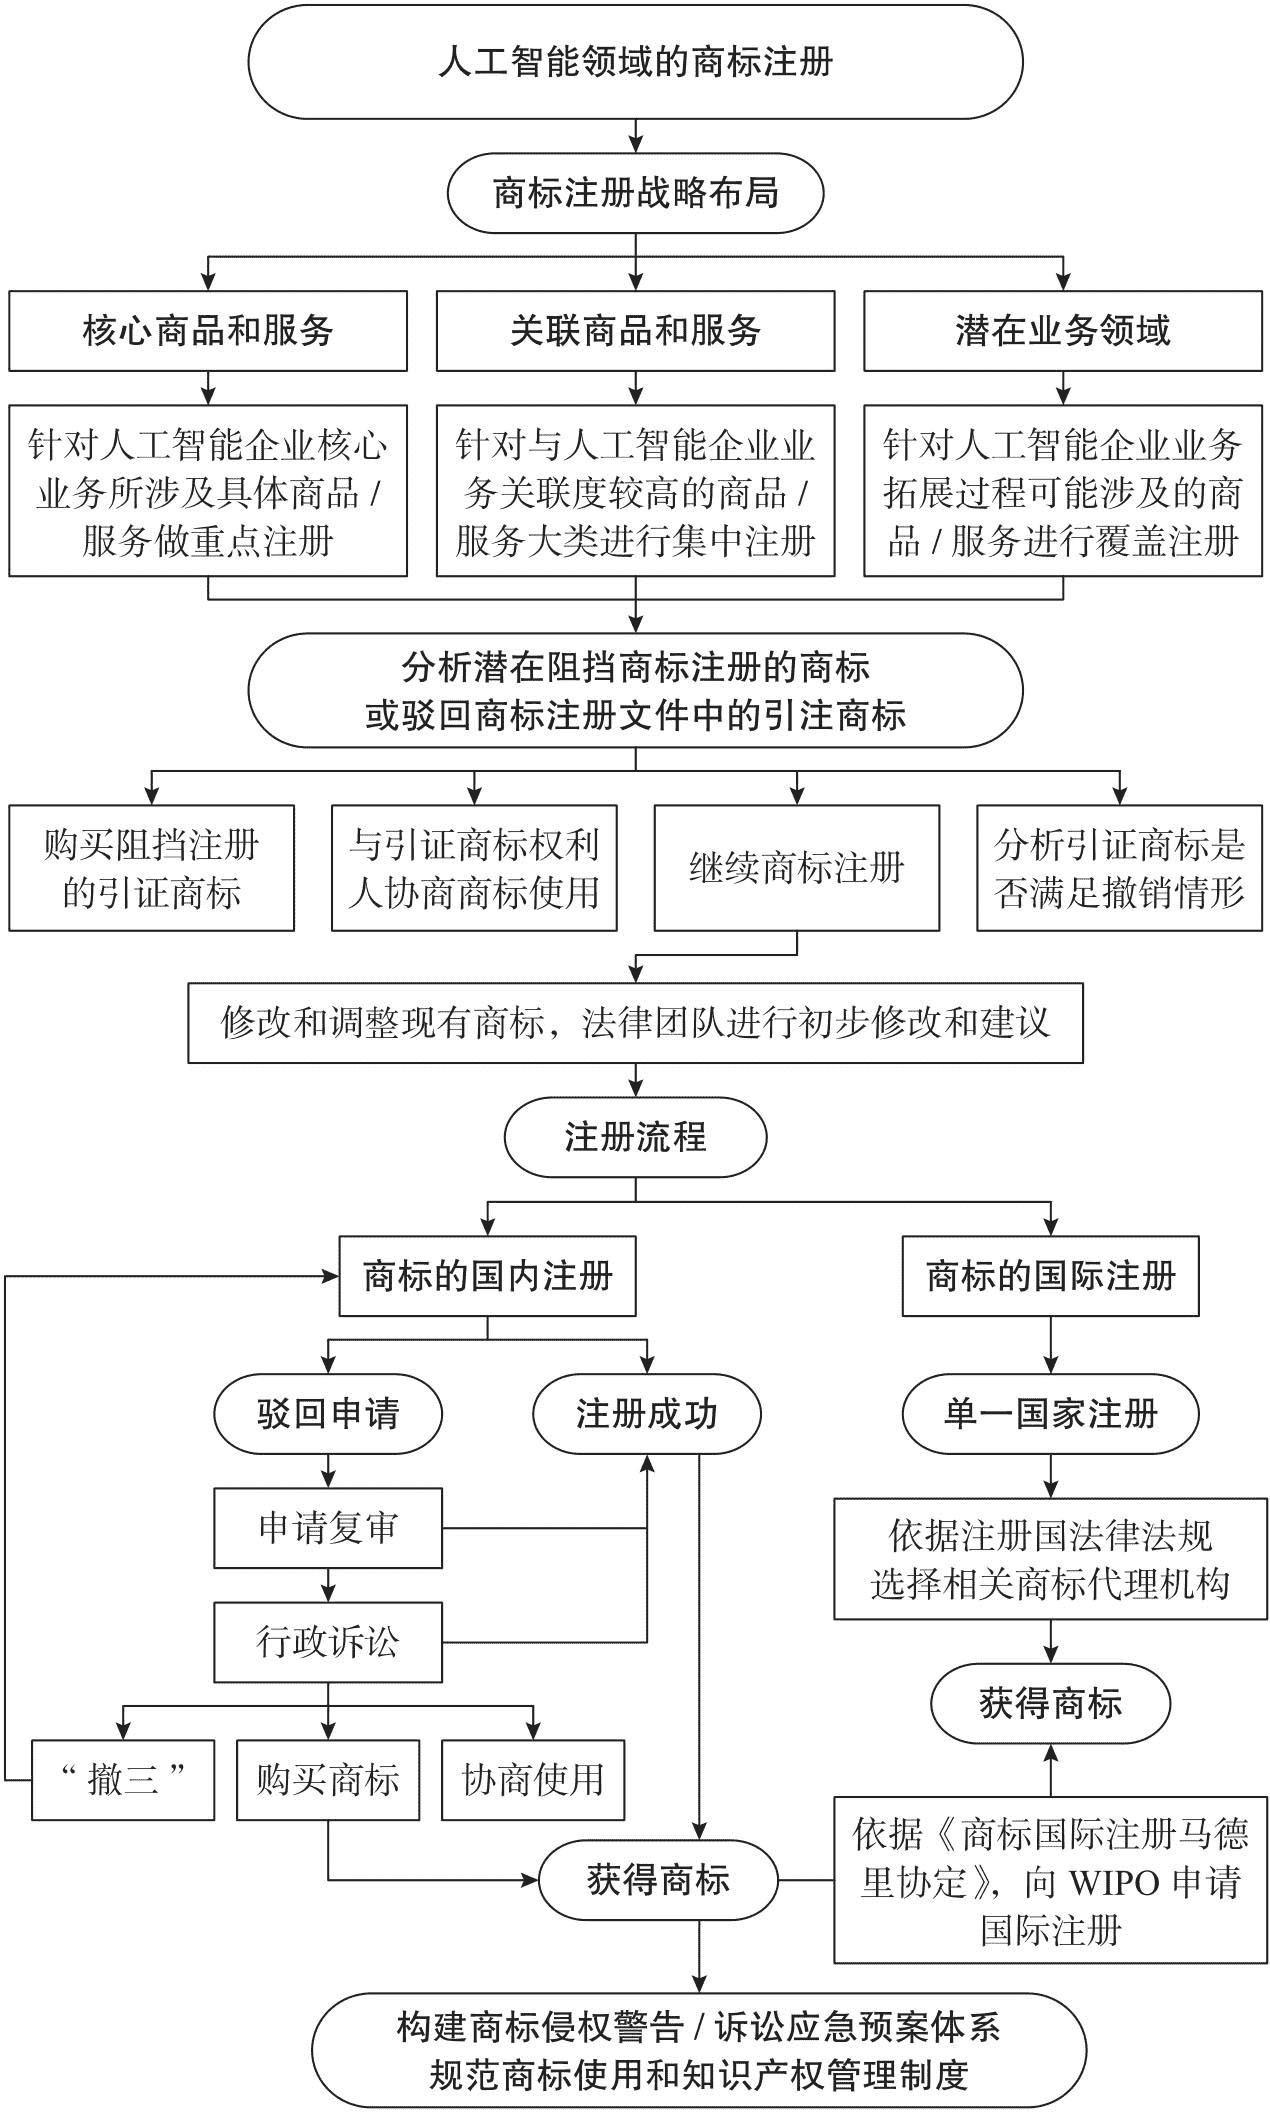 人工智能领域的商标注册
商标注册战略布局
核心商品和服务
关联商品和服务
潜在业务领域
针对人工智能企业核心
业务所涉及具体商品 /
服务做重点注册
针对与人工智能企业业
务关联度较高的商品 /
服务大类进行集中注册
针对人工智能企业业务
拓展过程可能涉及的商
品 / 服务进行覆盖注册
分析潜在阻挡商标注册的商标
或驳回商标注册文件中的引注商标
购买阻挡注册
的引证商标
与引证商标权利
人协商商标使用
继续商标注册
分析引证商标是
否满足撤销情形
修改和调整现有商标，法律团队进行初步修改和建议
注册流程
商标的国内注册
商标的国际注册
驳回申请
注册成功
单一国家注册
申请复审
依据注册国法律法规
选择相关商标代理机构
行政诉讼
获得商标
“撤三”
购买商标
协商使用
依据《商标国际注册马德
里协定》，向 WIPO 申请
国际注册
获得商标
构建商标侵权警告 / 诉讼应急预案体系
规范商标使用和知识产权管理制度